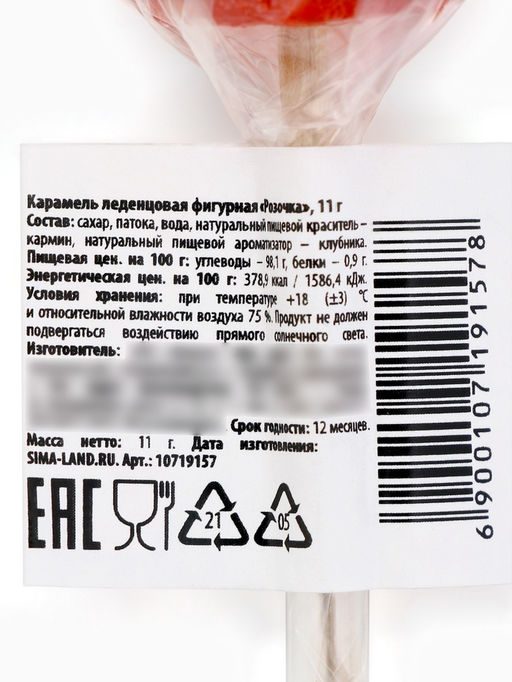 Карамель леденцовая фигурная «Розочка», 11 г
Состав: сахар, патока, вода, натуральный пищевой краситель –
кармин, натуральный пищевой ароматизатор – клубника.
Пищевая цен. на 100 г: углеводы – 98,1 г, белки – 0,9 г.
Энергетическая цен. на 100 г: 378,9 ккал / 1586,4 кДж.
Условия хранения: при температуре +18 (±3) °С
и относительной влажности воздуха 75 %. Продукт не должен
подвергаться воздействию прямого солнечного света.
Изготовитель:
Срок годности: 12 месяцев.
Масса нетто: 11 г. Дата изготовления:
SIMA-LAND.RU. Арт.: 10719157
EAC 21 05
6 900107 191578